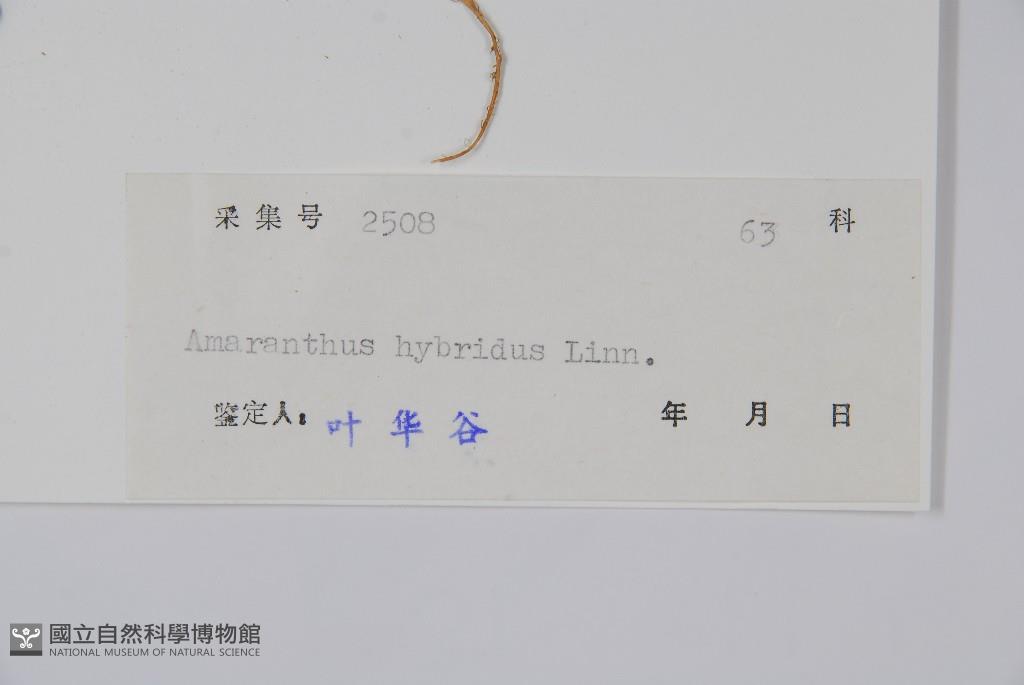 采集号 2508 63 科
Amaranthus hybridus Linn.
鉴定人: 叶华谷 年 月 日
國立自然科學博物館
NATIONAL MUSEUM OF NATURAL SCIENCE